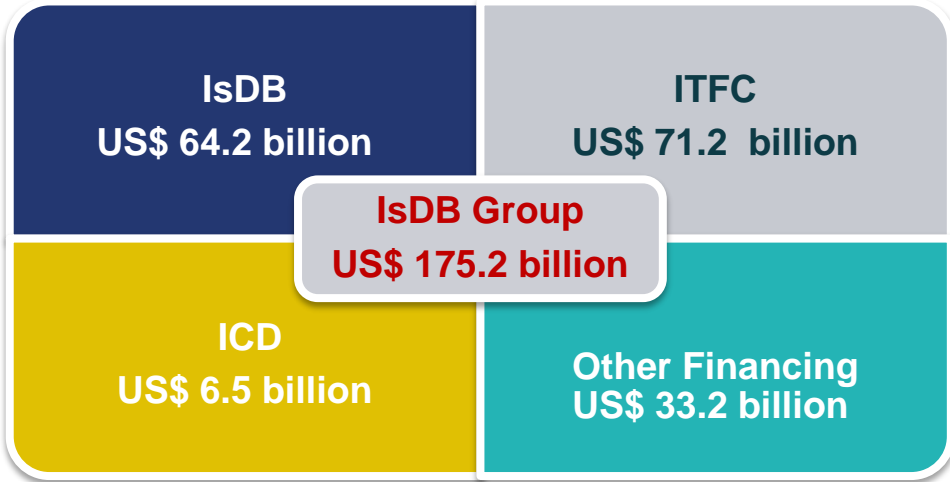 IsDB
US$ 64.2 billion
ITFC
US$ 71.2 billion
IsDB Group
US$ 175.2 billion
ICD
US$ 6.5 billion
Other Financing
US$ 33.2 billion